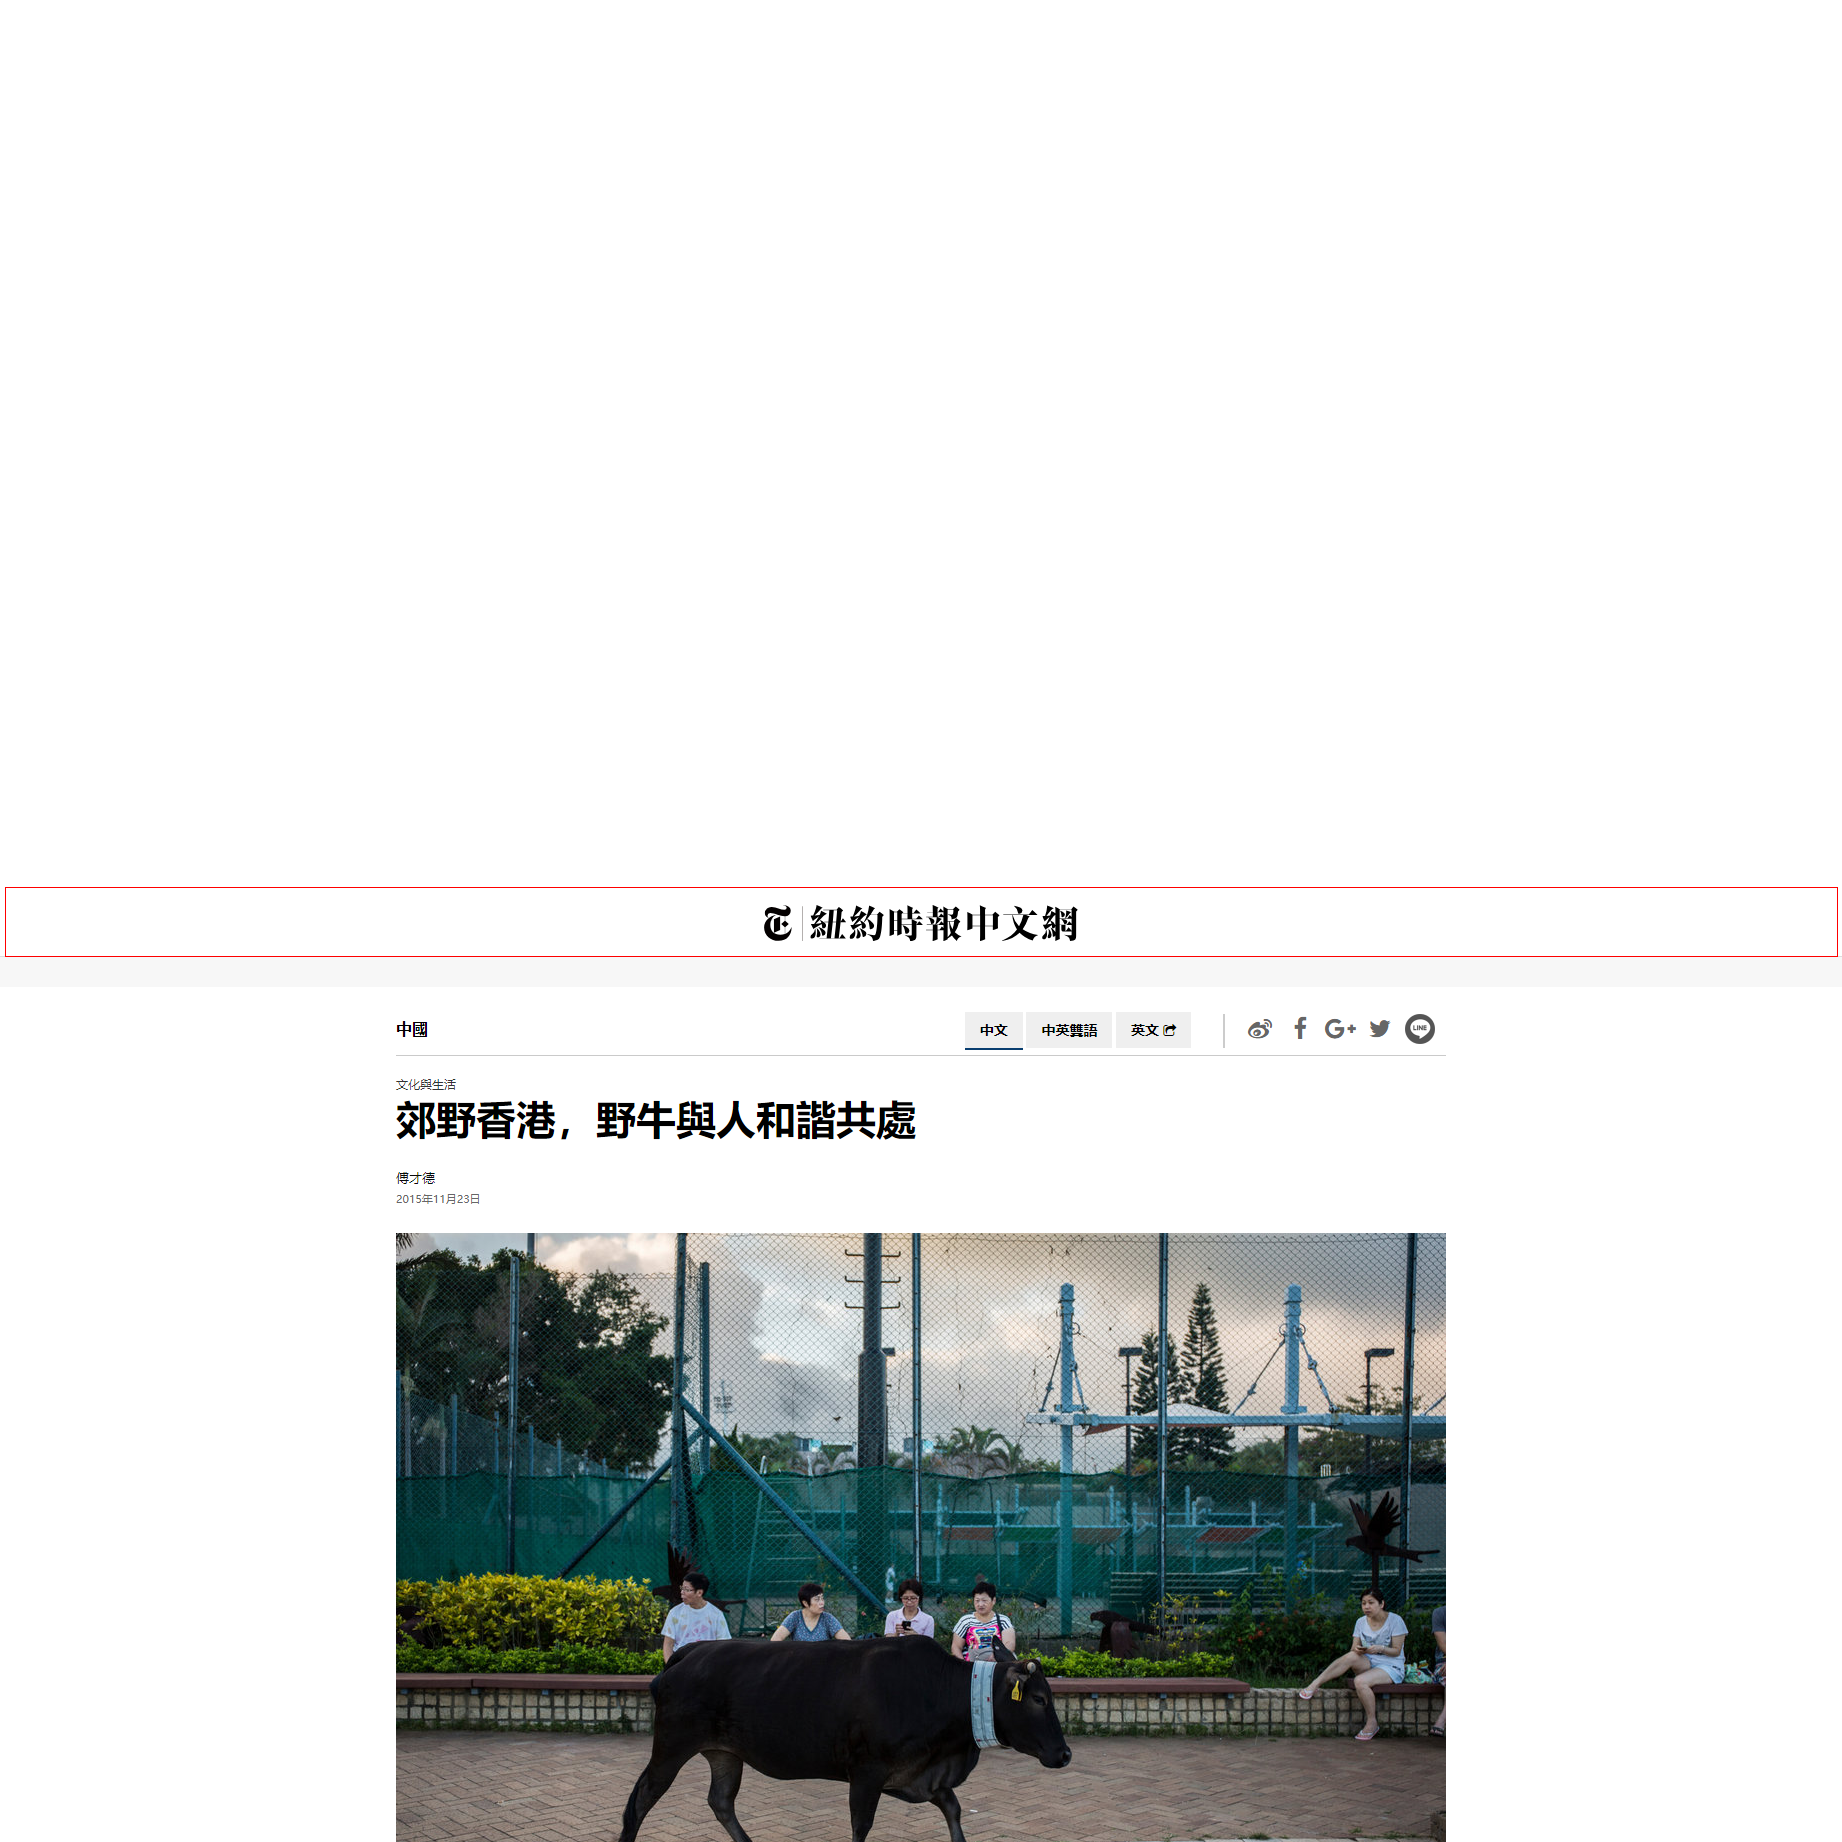 紐約時報中文網
中國
中文 中英雙語 英文
LINE
文化與生活
郊野香港，野牛與人和諧共處
傅才德
2015年11月23日